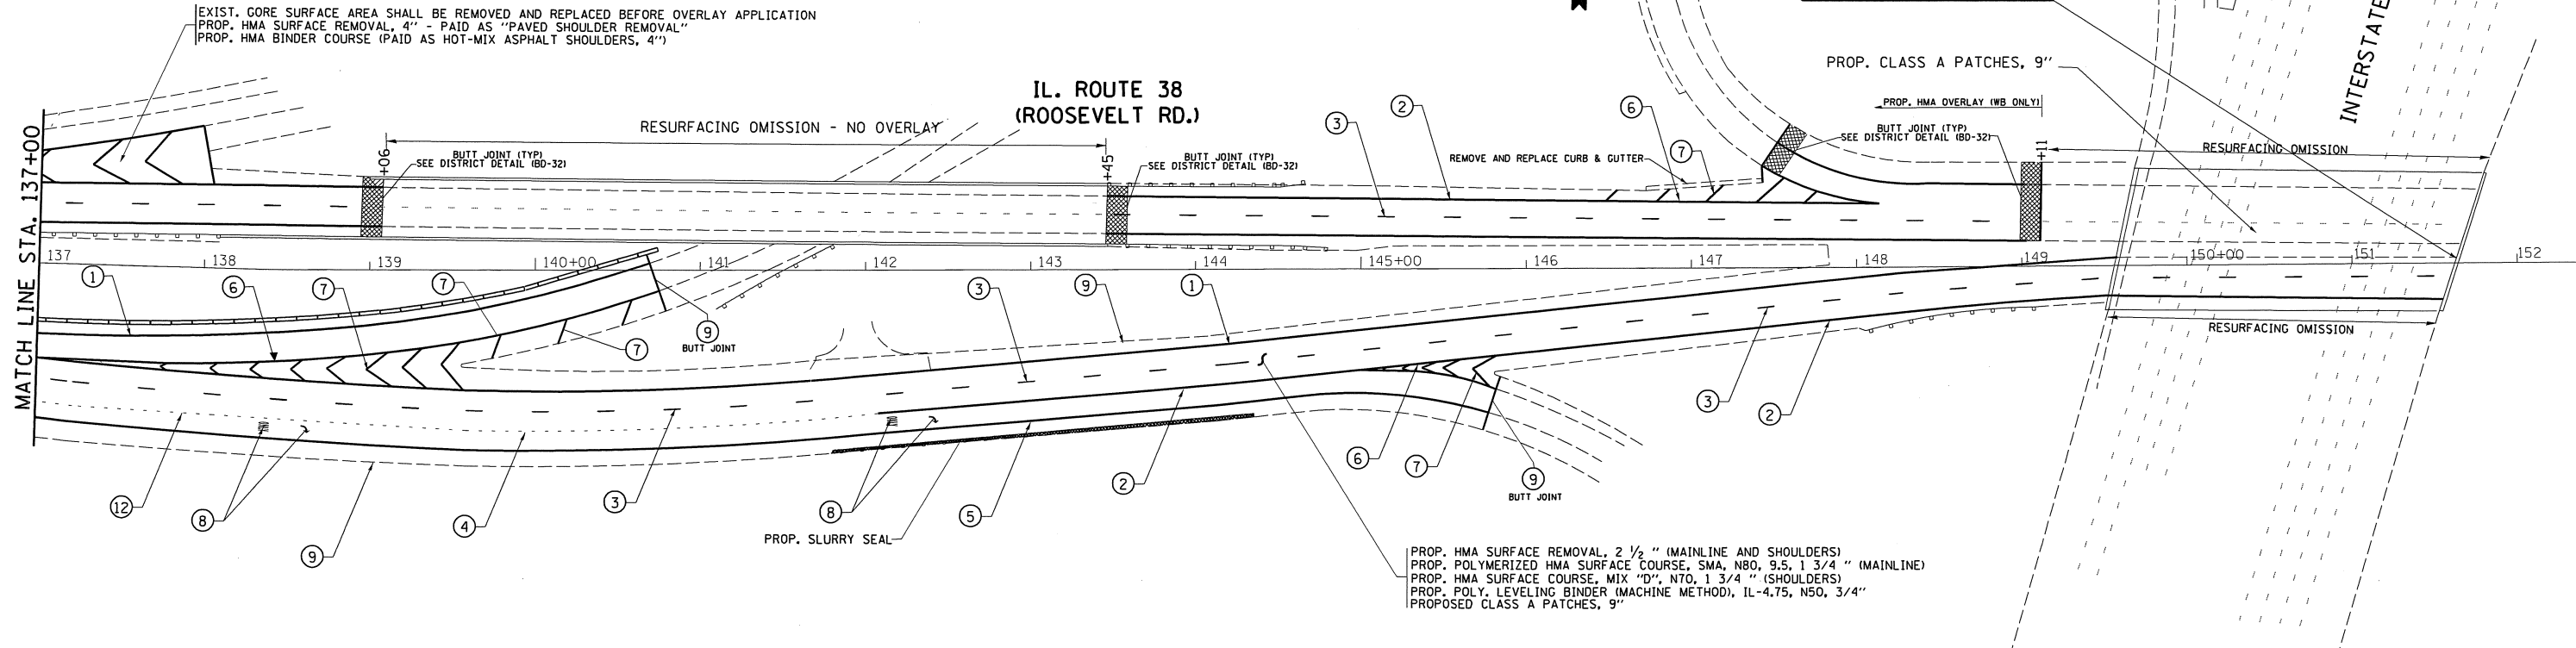 EXIST. GORE SURFACE AREA SHALL BE REMOVED AND REPLACED BEFORE OVERLAY APPLICATION
PROP. HMA SURFACE REMOVAL, 4" - PAID AS "PAVED SHOULDER REMOVAL"
PROP. HMA BINDER COURSE (PAID AS HOT-MIX ASPHALT SHOULDERS, 4")
INTERSTATE
PROP. CLASS A PATCHES, 9"
IL. ROUTE 38
(ROOSEVELT RD.)
PROP. HMA OVERLAY (WB ONLY)
RESURFACING OMISSION - NO OVERLAY
3
2
6
7
BUTT JOINT (TYP)
SEE DISTRICT DETAIL (BD-32)
+11
RESURFACING OMISSION
MATCH LINE STA. 137+00
+06
BUTT JOINT (TYP)
SEE DISTRICT DETAIL (BD-32)
+45
BUTT JOINT (TYP)
SEE DISTRICT DETAIL (BD-32)
REMOVE AND REPLACE CURB & GUTTER
137
138
139
140+00
141
142
143
144
145+00
146
147
148
149
150+00
151
152
1
6
7
7
3
9
1
9
BUTT JOINT
7
RESURFACING OMISSION
3
2
12
8
9
4
3
8
5
2
6
7
9
BUTT JOINT
PROP. SLURRY SEAL
PROP. HMA SURFACE REMOVAL, 2 1/2 " (MAINLINE AND SHOULDERS)
PROP. POLYMERIZED HMA SURFACE COURSE, SMA, N80, 9.5, 1 3/4 " (MAINLINE)
PROP. HMA SURFACE COURSE, MIX "D", N70, 1 3/4 " (SHOULDERS)
PROP. POLY. LEVELING BINDER (MACHINE METHOD), IL-4.75, N50, 3/4"
PROPOSED CLASS A PATCHES, 9"